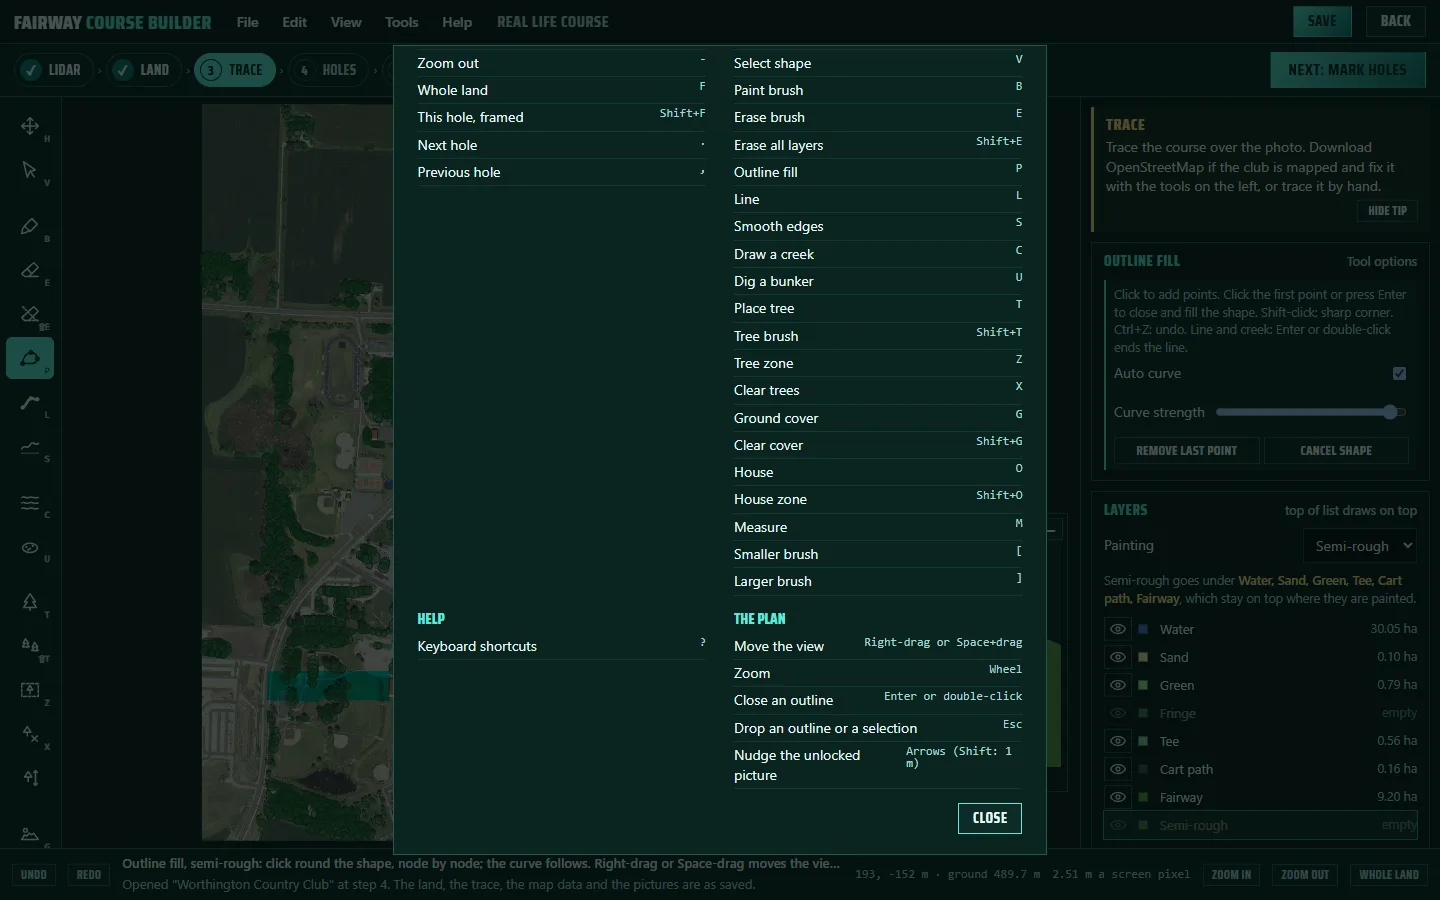 FAIRWAY COURSE BUILDER File Edit View Tools Help REAL LIFE COURSE SAVE BACK
✓ LIDAR › ✓ LAND › 3 TRACE › 4 HOLES › NEXT: MARK HOLES
H
V
B
E
⇧E
P
L
S
C
U
T
⇧T
Z
X
G
Zoom out -
Whole land F
This hole, framed Shift+F
Next hole .
Previous hole ,
Select shape V
Paint brush B
Erase brush E
Erase all layers Shift+E
Outline fill P
Line L
Smooth edges S
Draw a creek C
Dig a bunker U
Place tree T
Tree brush Shift+T
Tree zone Z
Clear trees X
Ground cover G
Clear cover Shift+G
House O
House zone Shift+O
Measure M
Smaller brush [
Larger brush ]
HELP
Keyboard shortcuts ?
THE PLAN
Move the view Right-drag or Space+drag
Zoom Wheel
Close an outline Enter or double-click
Drop an outline or a selection Esc
Nudge the unlocked Arrows (Shift: 1
picture m)
CLOSE
TRACE
Trace the course over the photo. Download
OpenStreetMap if the club is mapped and fix it
with the tools on the left, or trace it by hand.
HIDE TIP
OUTLINE FILL Tool options
Click to add points. Click the first point or press Enter
to close and fill the shape. Shift-click: sharp corner.
Ctrl+Z: undo. Line and creek: Enter or double-click
ends the line.
Auto curve
Curve strength
REMOVE LAST POINT CANCEL SHAPE
LAYERS top of list draws on top
Painting Semi-rough
Semi-rough goes under Water, Sand, Green, Tee, Cart
path, Fairway, which stay on top where they are painted.
Water 30.05 ha
Sand 0.10 ha
Green 0.79 ha
Fringe empty
Tee 0.56 ha
Cart path 0.16 ha
Fairway 9.20 ha
Semi-rough empty
UNDO REDO
Outline fill, semi-rough: click round the shape, node by node; the curve follows. Right-drag or Space-drag moves the vie...
Opened "Worthington Country Club" at step 4. The land, the trace, the map data and the pictures are as saved.
193, -152 m · ground 489.7 m 2.51 m a screen pixel
ZOOM IN ZOOM OUT WHOLE LAND